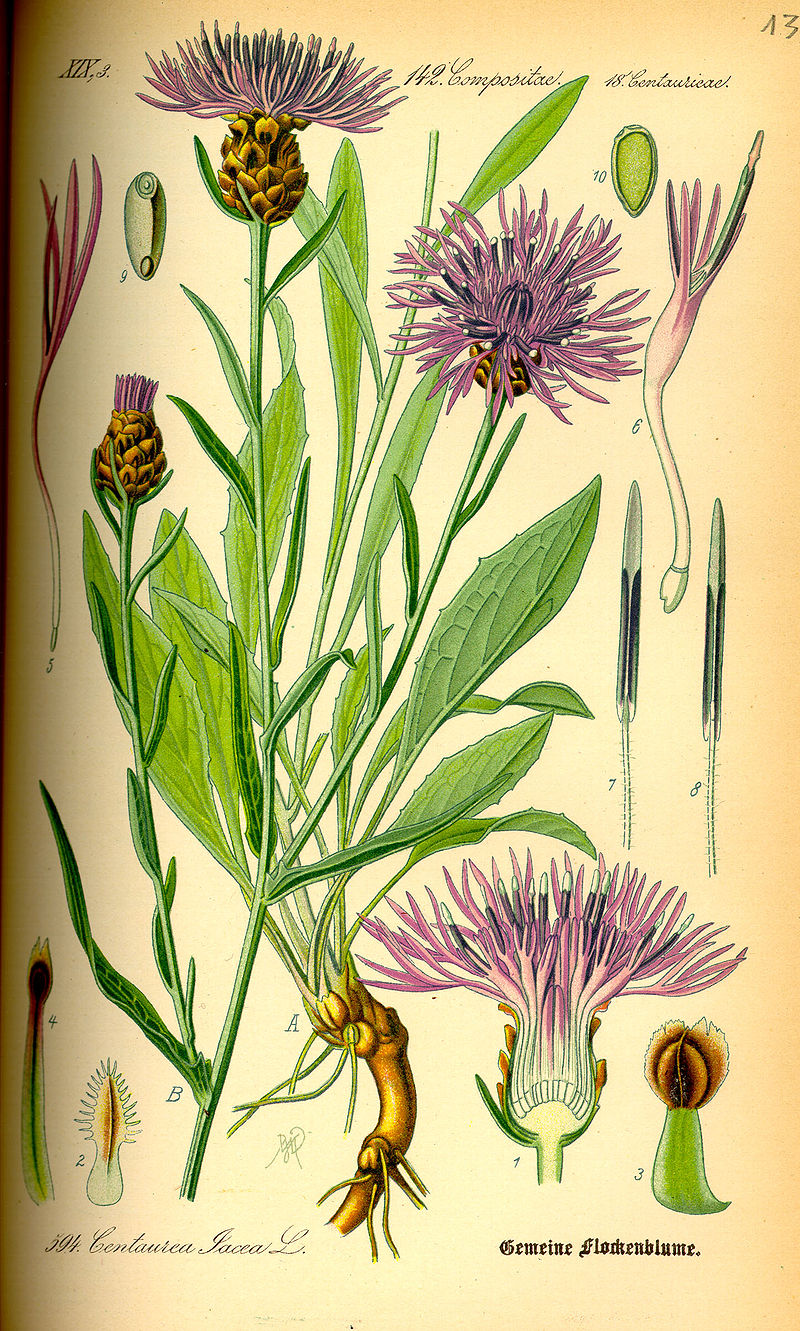 13
XIX,3.
142. Compositae.
18. Centaurieae.
10
9
6
5
7
8
4
A
B
2
1
3
594. Centaurea Jacea L.
Gemeine Flockenblume.